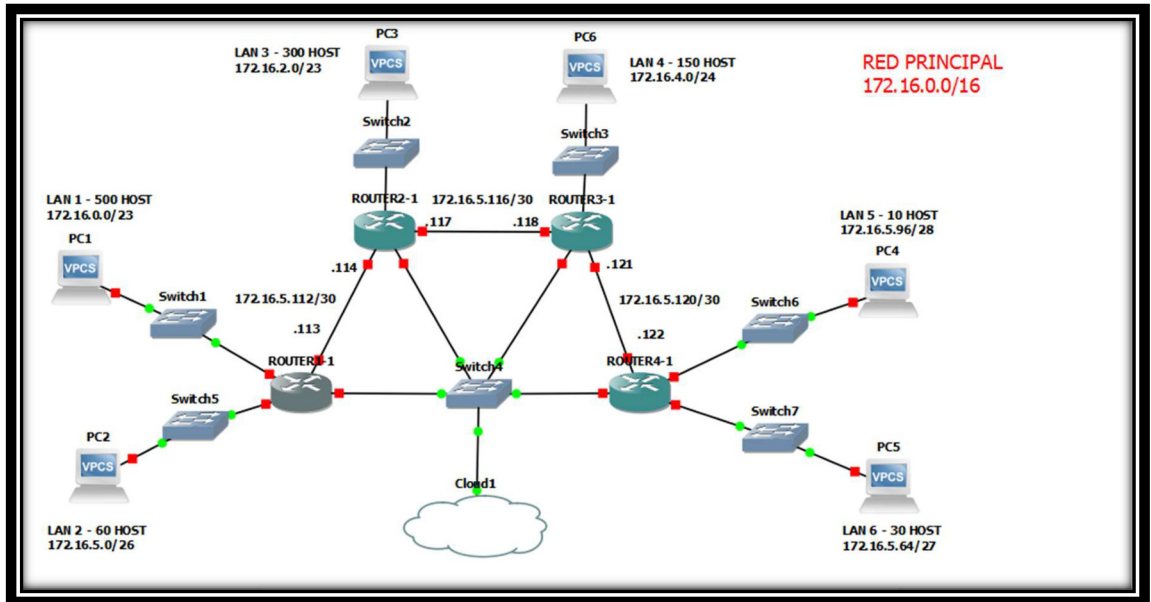 PC3
LAN 3 - 300 HOST
172.16.2.0/23
VPCS
Switch2
PC6
LAN 4 - 150 HOST
172.16.4.0/24
VPCS
Switch3
RED PRINCIPAL
172.16.0.0/16
LAN 1 - 500 HOST
172.16.0.0/23
PC1
VPCS
Switch1
ROUTER2-1
172.16.5.116/30
ROUTER3-1
.117
.118
.114
.121
172.16.5.112/30
.113
172.16.5.120/30
.122
LAN 5 - 10 HOST
172.16.5.96/28
PC4
VPCS
Switch6
ROUTER1-1
Switch4
ROUTER4-1
Switch5
PC2
VPCS
LAN 2 - 60 HOST
172.16.5.0/26
Cloud1
Switch7
PC5
VPCS
LAN 6 - 30 HOST
172.16.5.64/27